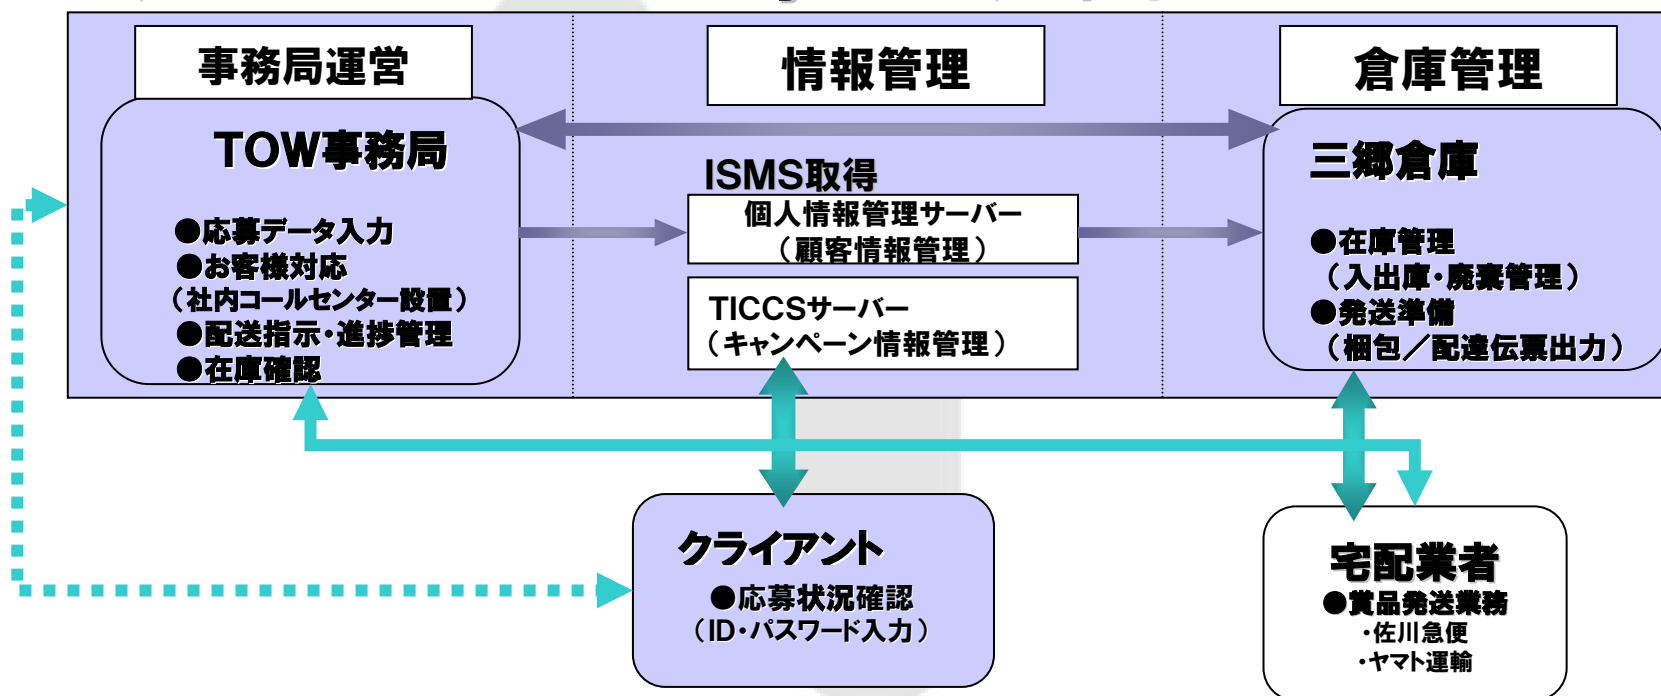 事務局運営
TOW事務局
●応募データ入力
●お客様対応
（社内コールセンター設置）
●配送指示・進捗管理
●在庫確認
情報管理
ISMS取得
個人情報管理サーバー
（顧客情報管理）
TICCSサーバー
（キャンペーン情報管理）
倉庫管理
三郷倉庫
●在庫管理
（入出庫・廃棄管理）
●発送準備
（梱包／配達伝票出力）
クライアント
●応募状況確認
（ID・パスワード入力）
宅配業者
●賞品発送業務
・佐川急便
・ヤマト運輸